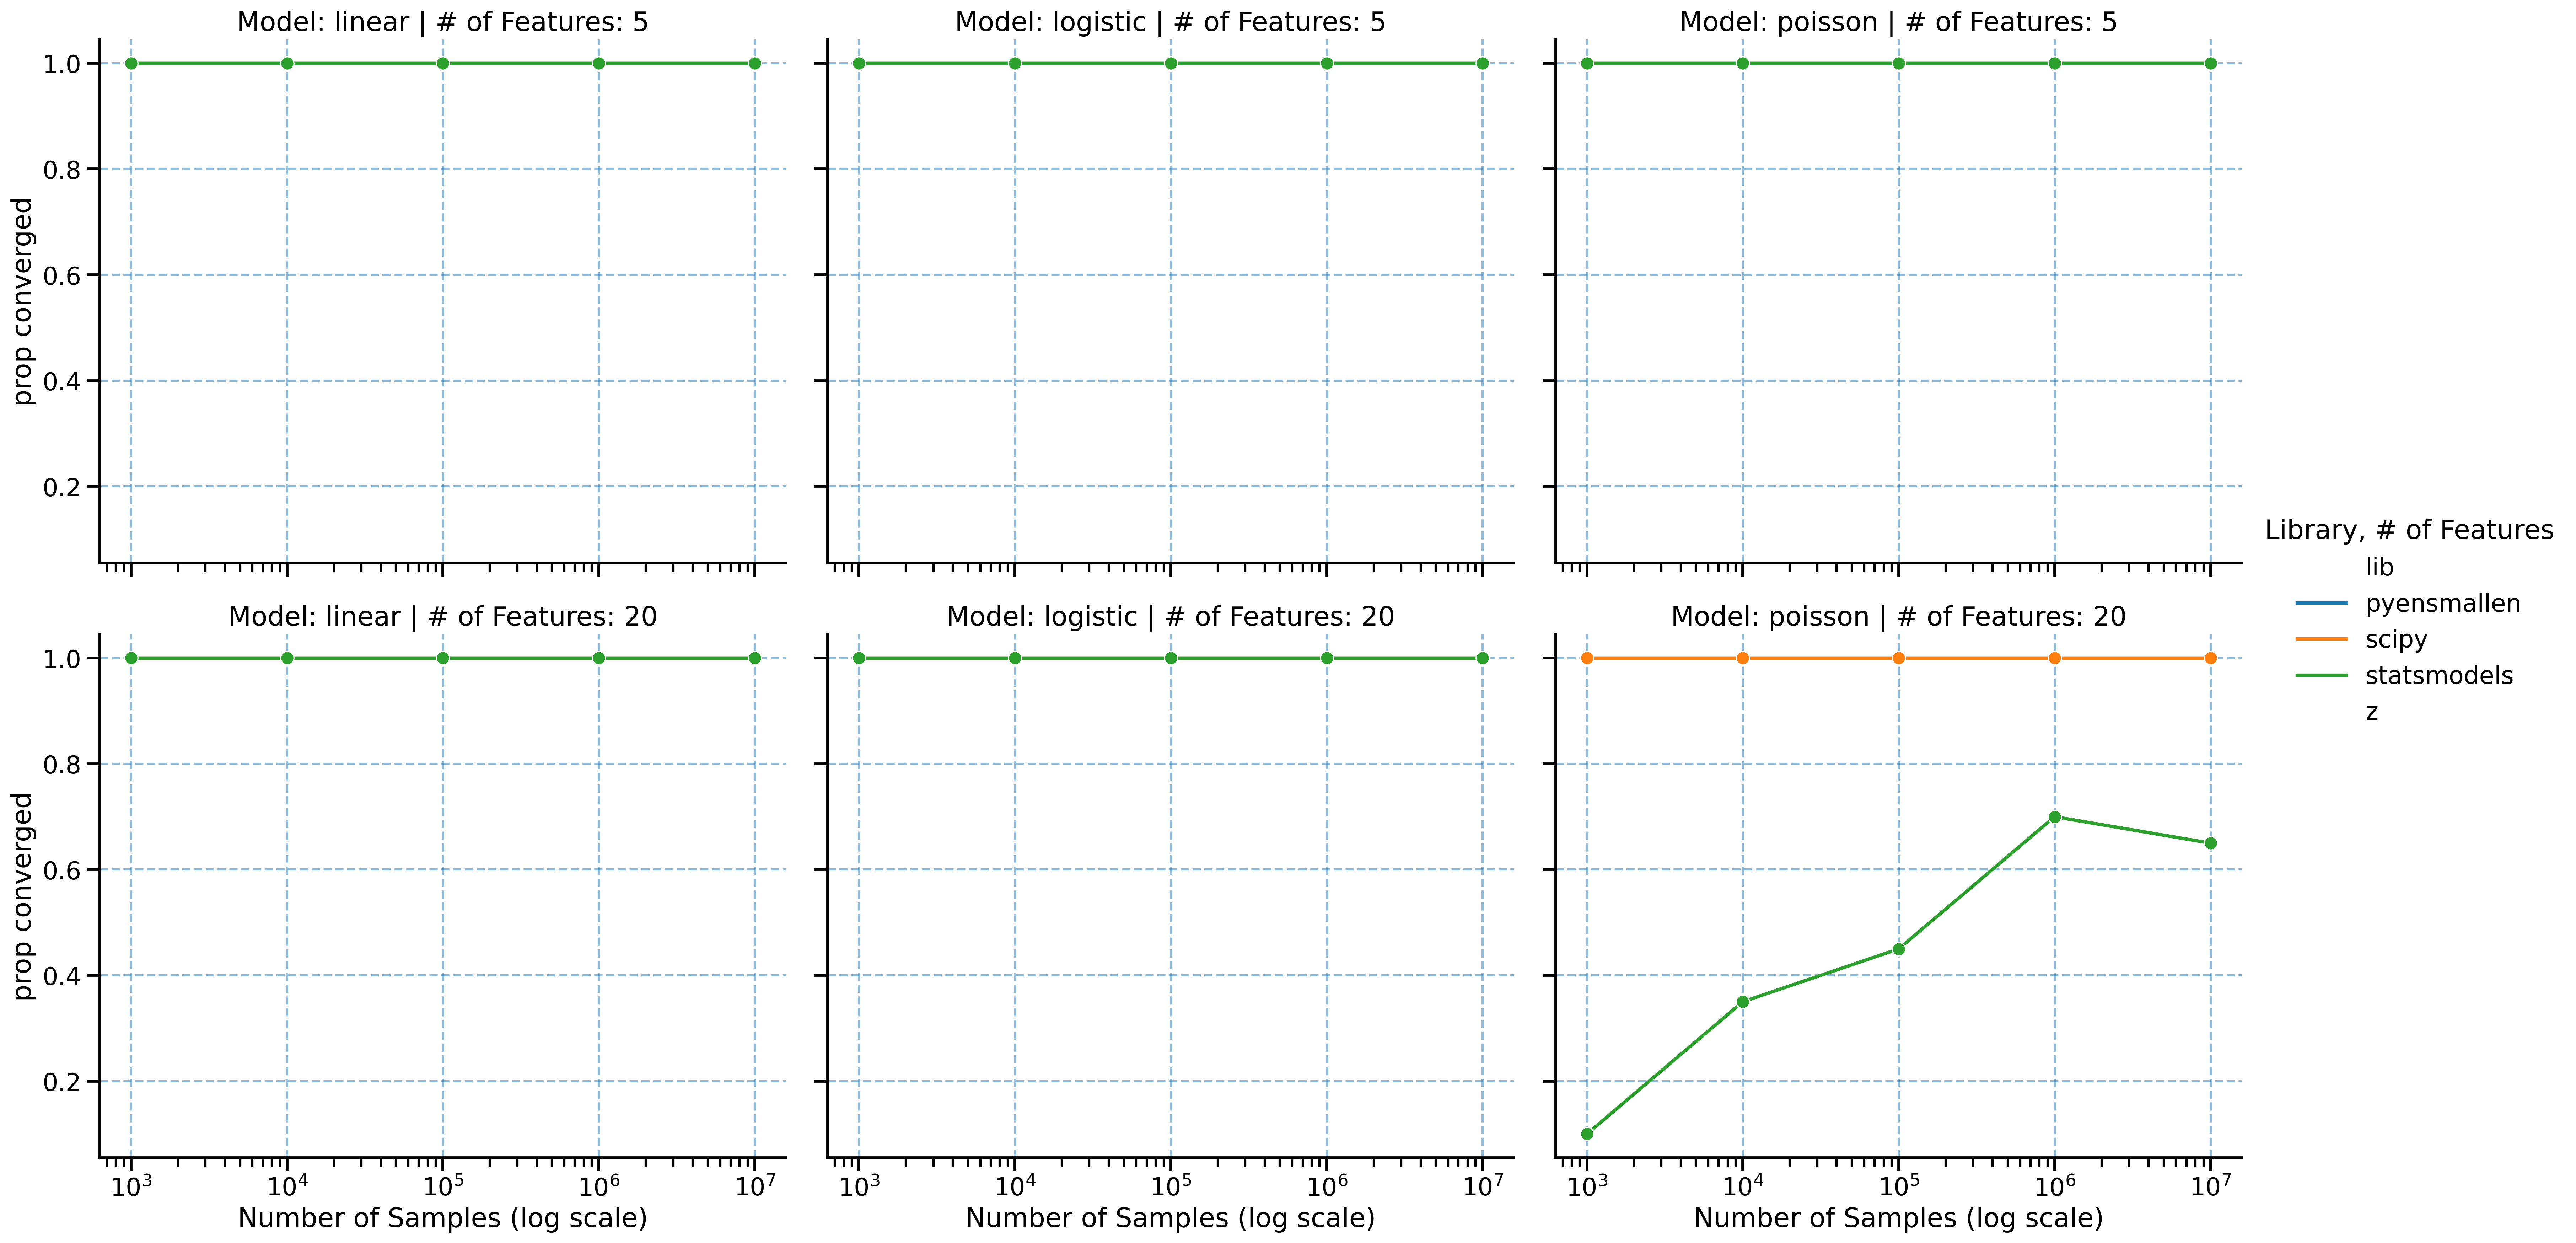 Model: linear | # of Features: 5
Model: logistic | # of Features: 5
Model: poisson | # of Features: 5
prop converged
1.0
0.8
0.6
0.4
0.2
Model: linear | # of Features: 20
Model: logistic | # of Features: 20
Model: poisson | # of Features: 20
prop converged
1.0
0.8
0.6
0.4
0.2
10³ 10⁴ 10⁵ 10⁶ 10⁷
10³ 10⁴ 10⁵ 10⁶ 10⁷
10³ 10⁴ 10⁵ 10⁶ 10⁷
Number of Samples (log scale)
Number of Samples (log scale)
Number of Samples (log scale)
Library, # of Features
lib
pyensmallen
scipy
statsmodels
z